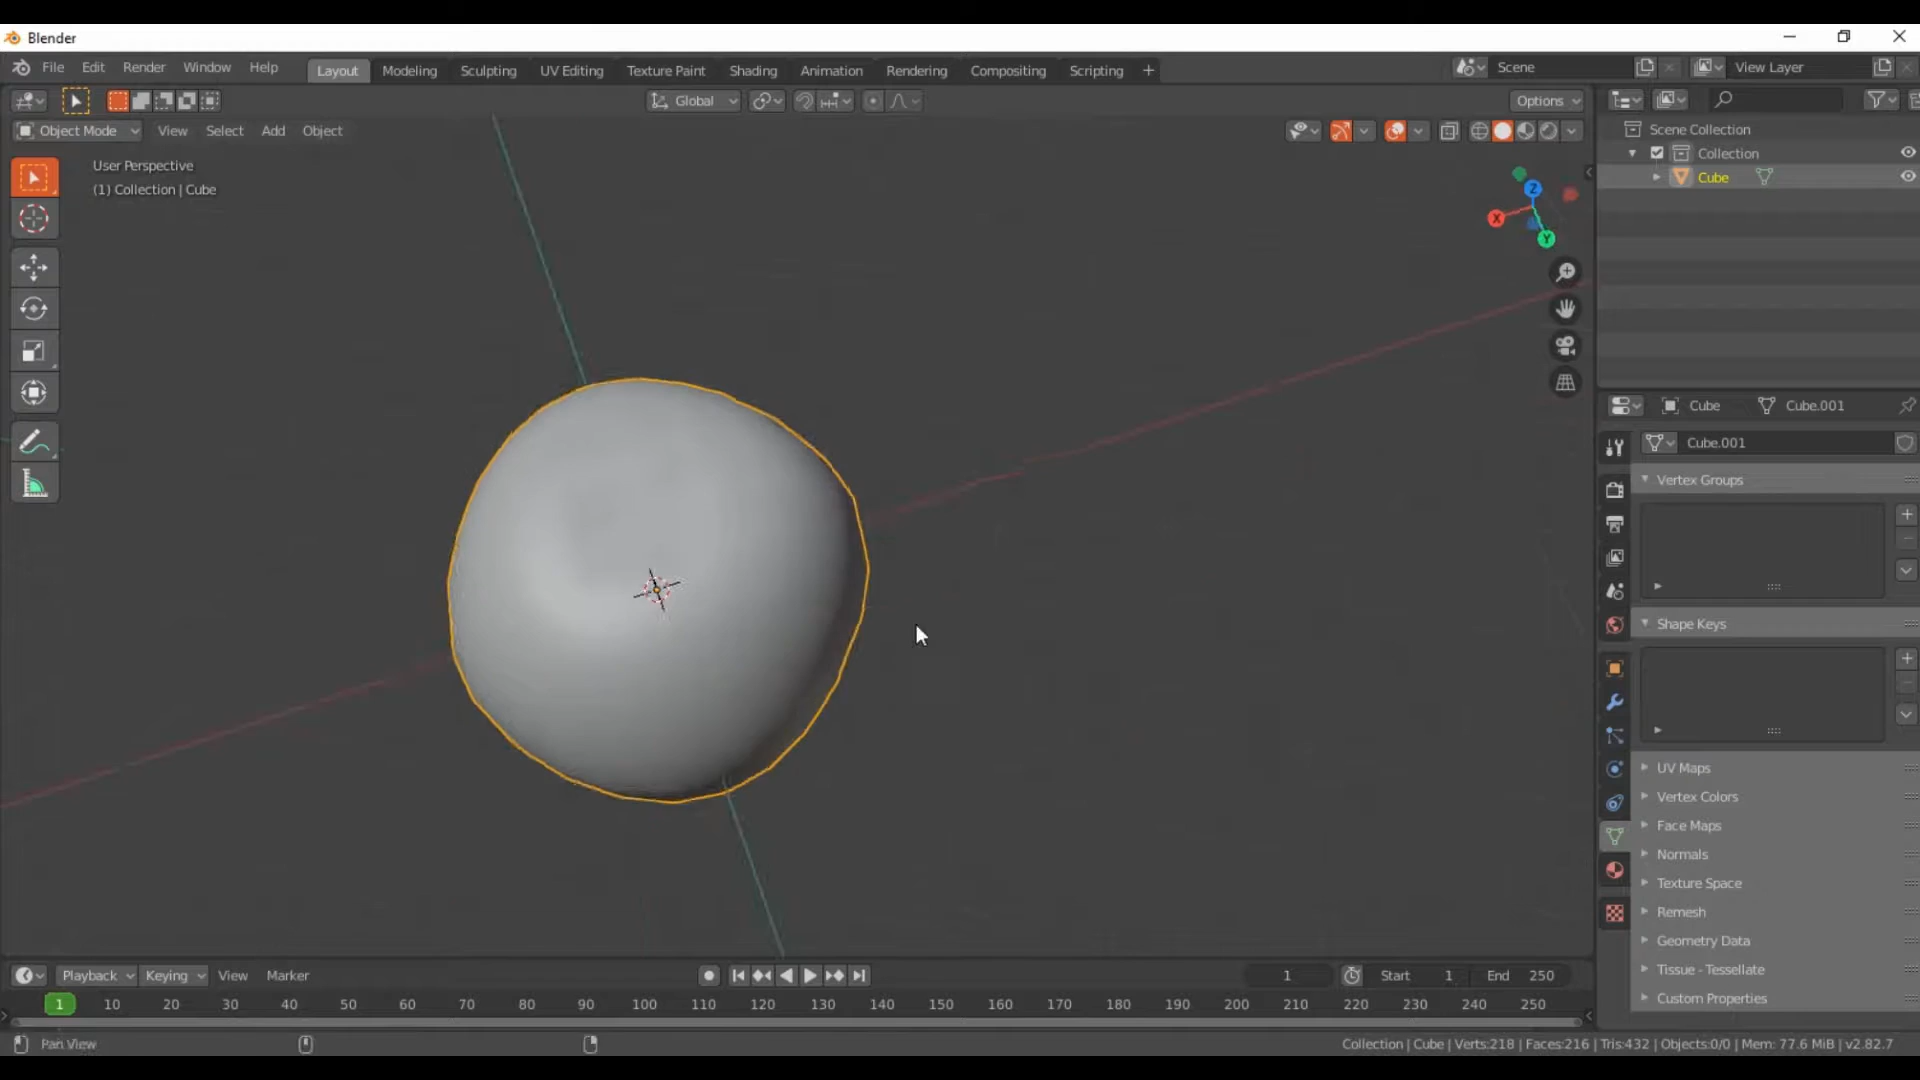 Blender
File Edit Render Window Help Layout Modeling Sculpting UV Editing Texture Paint Shading Animation Rendering Compositing Scripting + Scene View Layer
Global Options
Object Mode View Select Add Object
User Perspective
(1) Collection | Cube
Scene Collection
Collection
Cube
Z
X
Y
Cube Cube.001
Cube.001
Vertex Groups
Shape Keys
UV Maps
Vertex Colors
Face Maps
Normals
Texture Space
Remesh
Geometry Data
Tissue - Tessellate
Custom Properties
Playback Keying View Marker 1 Start 1 End 250
1 10 20 30 40 50 60 70 80 90 100 110 120 130 140 150 160 170 180 190 200 210 220 230 240 250
Pan View Collection | Cube | Verts:218 | Faces:216 | Tris:432 | Objects:0/0 | Mem: 77.6 MiB | v2.82.7